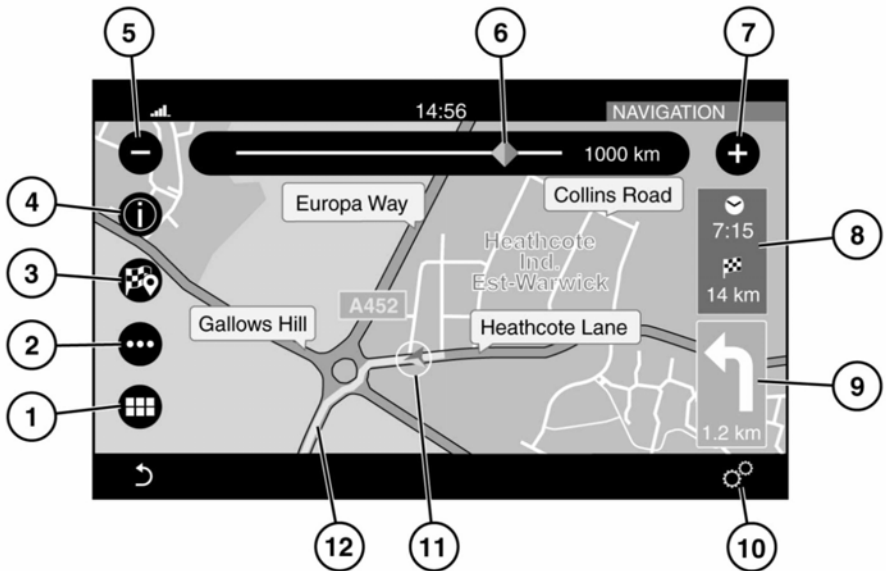 5
6
7
14:56
NAVIGATION
1000 km
4
Europa Way
Collins Road
7:15
8
3
Heathcote
Ind.
Est-Warwick
14 km
A452
2
Gallows Hill
Heathcote Lane
9
1
1.2 km
12
11
10